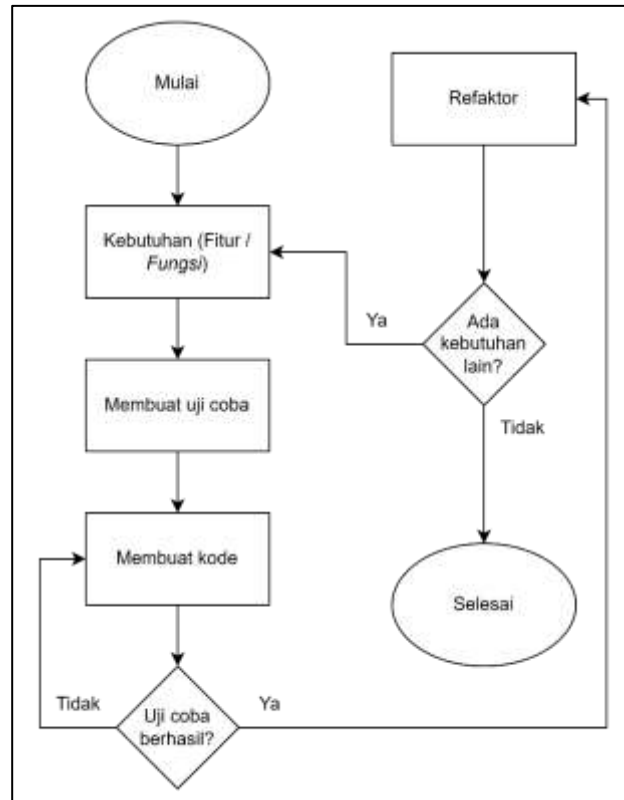 Mulai
Kebutuhan (Fitur /
Fungsi)
Membuat uji coba
Membuat kode
Uji coba
berhasil?
Tidak
Ya
Refaktor
Ada
kebutuhan
lain?
Ya
Tidak
Selesai